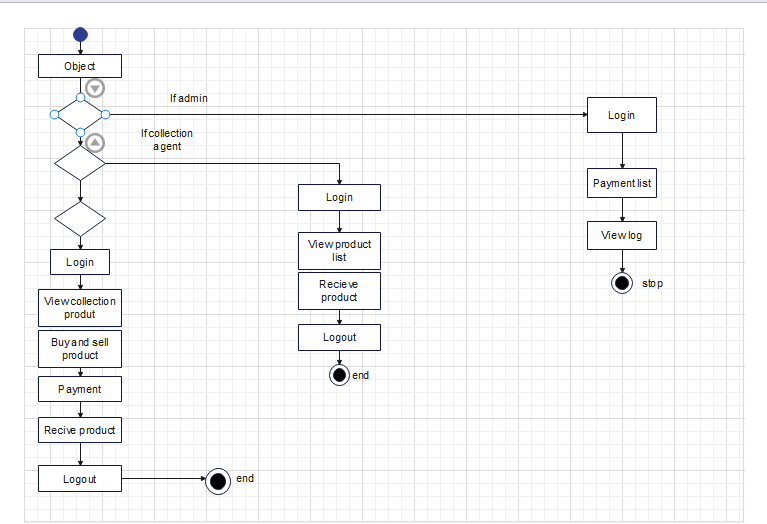 Object
If admin
Login
If collection
agent
Payment list
Login
View log
View product
list
Login
Recieve
product
stop
View collection
produt
Logout
Buy and sell
product
end
Payment
Recive product
Logout
end